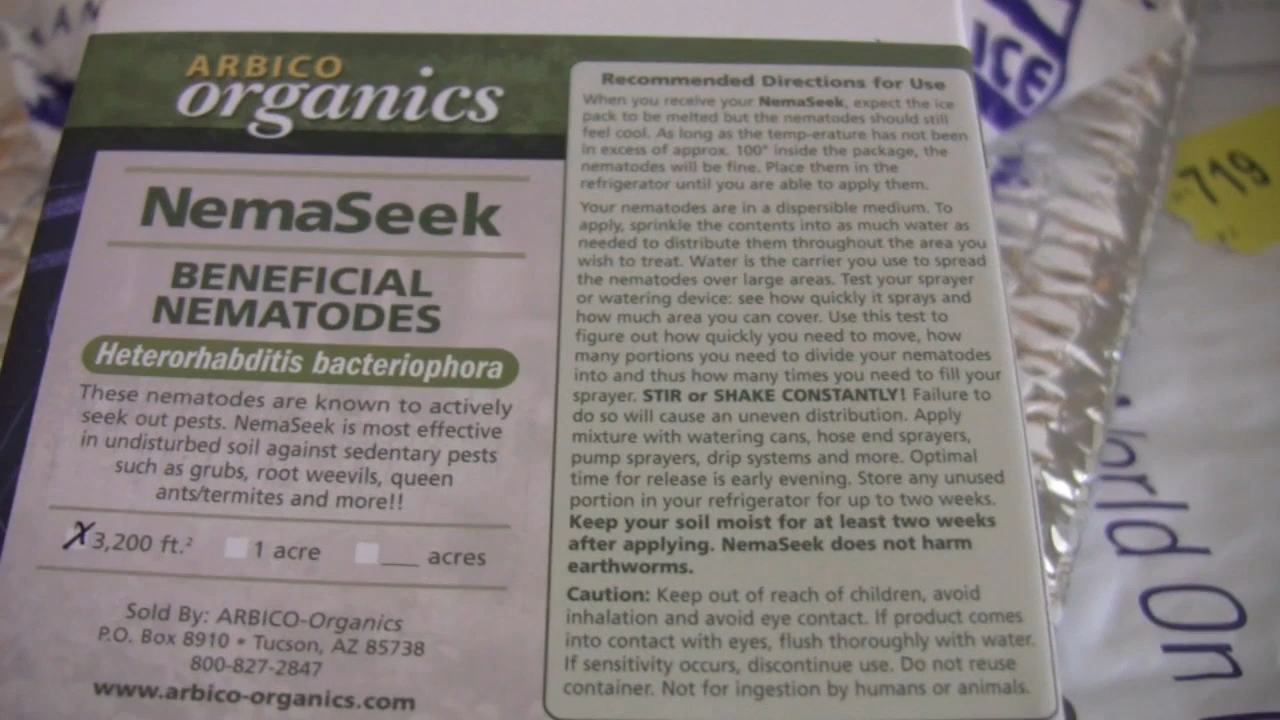 ARBICO
organics
NemaSeek
BENEFICIAL
NEMATODES
Heterorhabditis bacteriophora
These nematodes are known to actively
seek out pests. NemaSeek is most effective
in undisturbed soil against sedentary pests
such as grubs, root weevils, queen
ants/termites and more!!
X 3,200 ft.²   1 acre   ___ acres
Sold By: ARBICO-Organics
P.O. Box 8910 • Tucson, AZ 85738
800-827-2847
www.arbico-organics.com
Recommended Directions for Use
When you receive your NemaSeek, expect the ice
pack to be melted but the nematodes should still
feel cool. As long as the temp-erature has not been
in excess of approx. 100° inside the package, the
nematodes will be fine. Place them in the
refrigerator until you are able to apply them.
Your nematodes are in a dispersible medium. To
apply, sprinkle the contents into as much water as
needed to distribute them throughout the area you
wish to treat. Water is the carrier you use to spread
the nematodes over large areas. Test your sprayer
or watering device: see how quickly it sprays and
how much area you can cover. Use this test to
figure out how quickly you need to move, how
many portions you need to divide your nematodes
into and thus how many times you need to fill your
sprayer. STIR or SHAKE CONSTANTLY! Failure to
do so will cause an uneven distribution. Apply
mixture with watering cans, hose end sprayers,
pump sprayers, drip systems and more. Optimal
time for release is early evening. Store any unused
portion in your refrigerator for up to two weeks.
Keep your soil moist for at least two weeks
after applying. NemaSeek does not harm
earthworms.
Caution: Keep out of reach of children, avoid
inhalation and avoid eye contact. If product comes
into contact with eyes, flush thoroughly with water.
If sensitivity occurs, discontinue use. Do not reuse
container. Not for ingestion by humans or animals.
ICE
719
World On